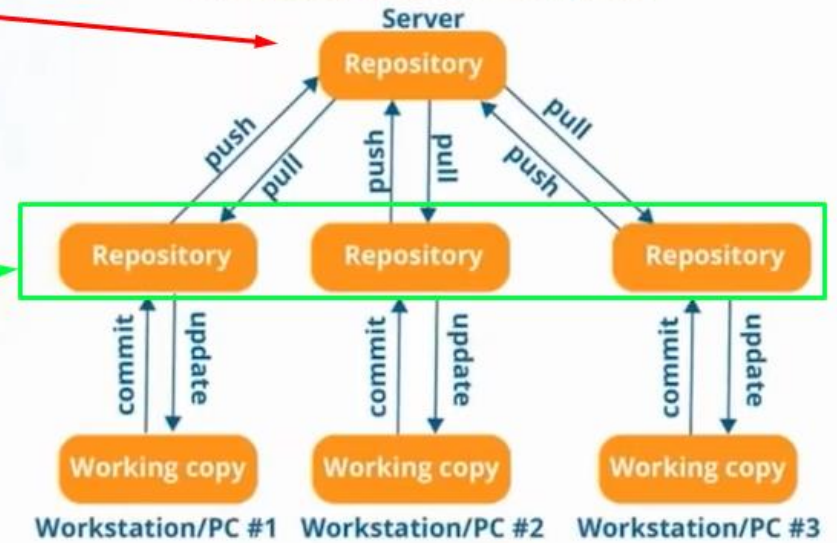 Server
Repository
push
pull
push
pull
push
pull
Repository
Repository
Repository
commit
update
commit
update
commit
update
Working copy
Working copy
Working copy
Workstation/PC #1
Workstation/PC #2
Workstation/PC #3